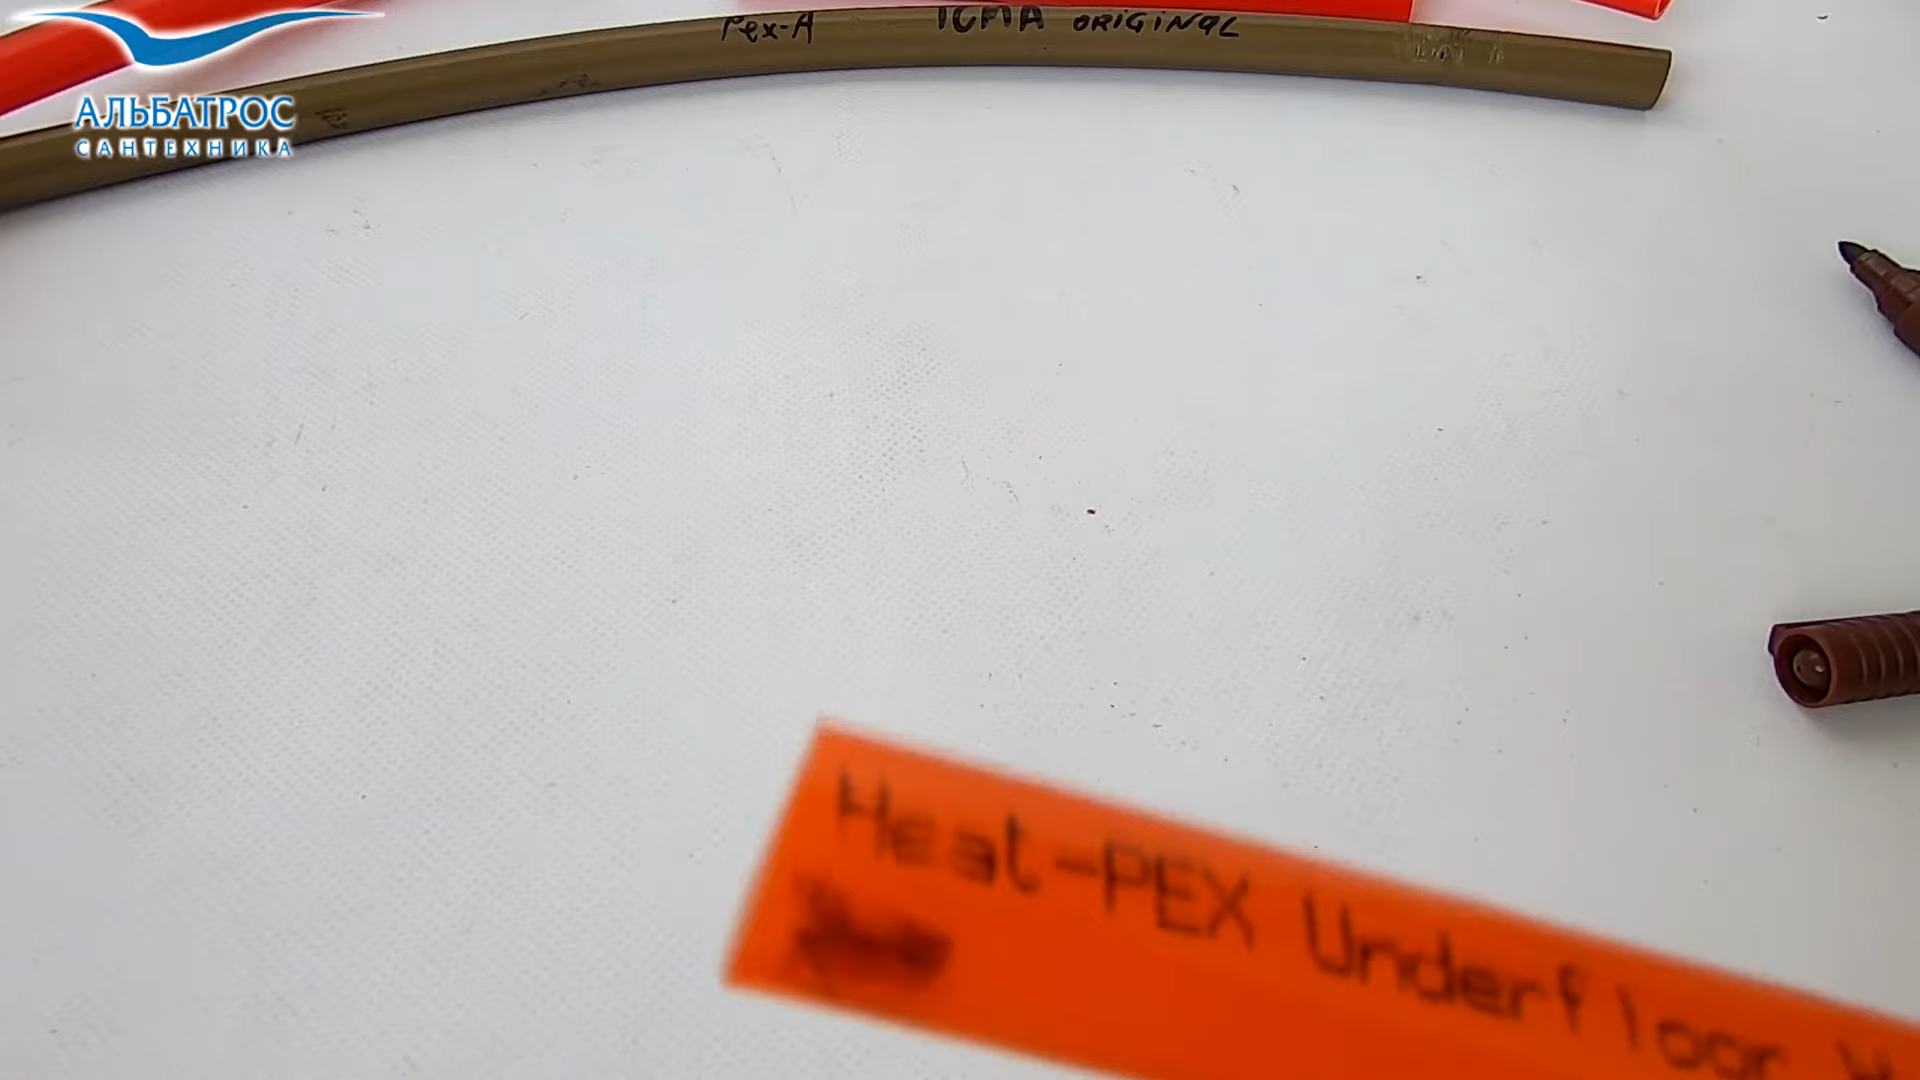 Pex-A ICMA ORIGINAL
АЛЬБАТРОС
САНТЕХНИКА
Heat-PEX Underfloor